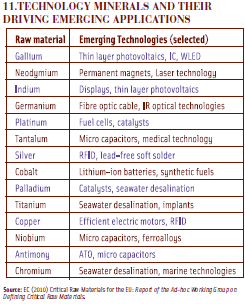 11.TECHNOLOGY MINERALS AND THEIR
DRIVING EMERGING APPLICATIONS
Raw material Emerging Technologies (selected)
Gallium Thin layer photovoltaics, IC, WLED
Neodymium Permanent magnets, Laser technology
Indium Displays, thin layer photovoltaics
Germanium Fibre optic cable, IR optical technologies
Platinum Fuel cells, catalysts
Tantalum Micro capacitors, medical technology
Silver RFID, lead-free soft solder
Cobalt Lithium-ion batteries, synthetic fuels
Palladium Catalysts, seawater desalination
Titanium Seawater desalination, implants
Copper Efficient electric motors, RFID
Niobium Micro capacitors, ferroalloys
Antimony ATO, micro capacitors
Chromium Seawater desalination, marine technologies
Source: EC (2010) Critical Raw Materials for the EU: Report of the Ad-hoc Working Group on
Defining Critical Raw Materials.